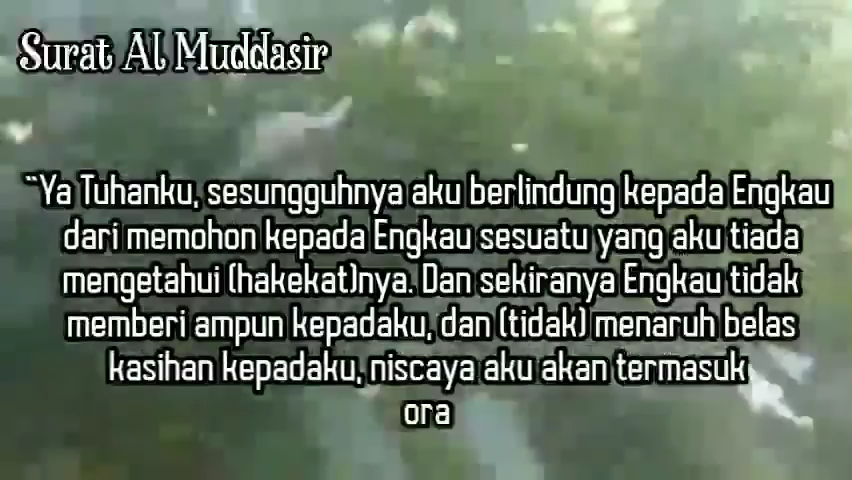 Surat Al Muddasir
"Ya Tuhanku, sesungguhnya aku berlindung kepada Engkau
dari memohon kepada Engkau sesuatu yang aku tiada
mengetahui (hakekat)nya. Dan sekiranya Engkau tidak
memberi ampun kepadaku, dan (tidak) menaruh belas
kasihan kepadaku, niscaya aku akan termasuk
ora